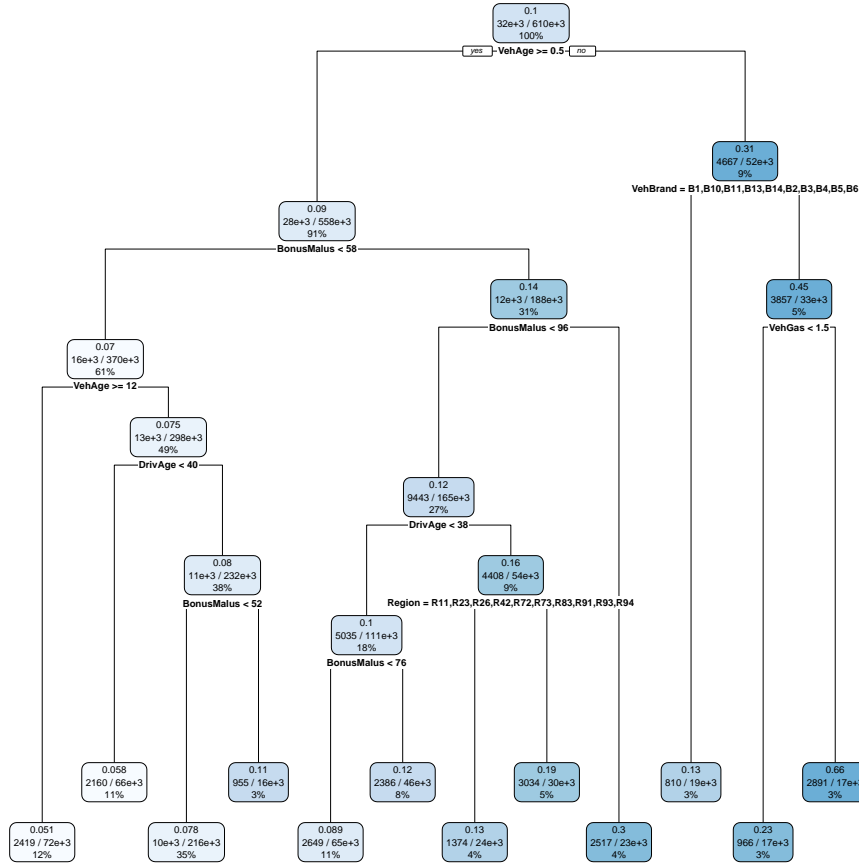 0.1
32e+3 / 610e+3
100%
yes VehAge >= 0.5 no
0.31
4667 / 52e+3
9%
VehBrand = B1,B10,B11,B13,B14,B2,B3,B4,B5,B6
0.09
28e+3 / 558e+3
91%
BonusMalus < 58
0.14
12e+3 / 188e+3
31%
BonusMalus < 96
0.45
3857 / 33e+3
5%
VehGas < 1.5
0.07
16e+3 / 370e+3
61%
VehAge >= 12
0.075
13e+3 / 298e+3
49%
DrivAge < 40
0.12
9443 / 165e+3
27%
DrivAge < 38
0.08
11e+3 / 232e+3
38%
BonusMalus < 52
0.16
4408 / 54e+3
9%
Region = R11,R23,R26,R42,R72,R73,R83,R91,R93,R94
0.1
5035 / 111e+3
18%
BonusMalus < 76
0.058
2160 / 66e+3
11%
0.11
955 / 16e+3
3%
0.12
2386 / 46e+3
8%
0.19
3034 / 30e+3
5%
0.13
810 / 19e+3
3%
0.66
2891 / 17e+
3%
0.051
2419 / 72e+3
12%
0.078
10e+3 / 216e+3
35%
0.089
2649 / 65e+3
11%
0.13
1374 / 24e+3
4%
0.3
2517 / 23e+3
4%
0.23
966 / 17e+3
3%